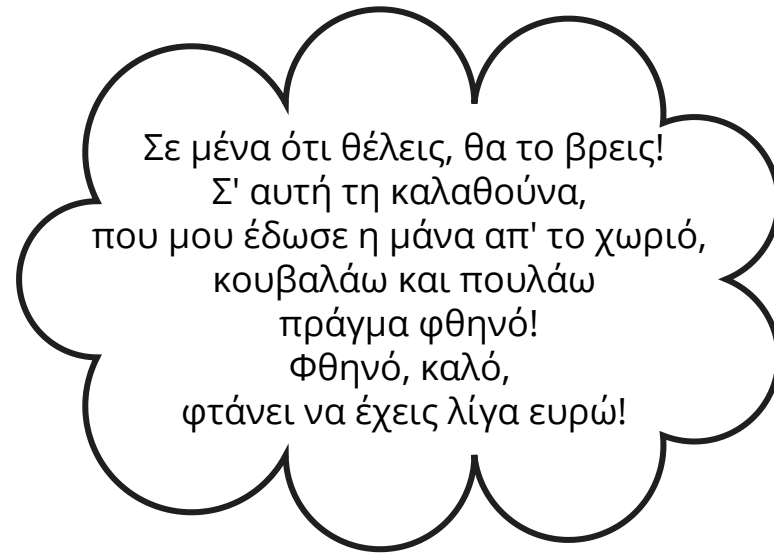 Σε μένα ότι θέλεις, θα το βρεις!
Σ' αυτή τη καλαθούνα,
που μου έδωσε η μάνα απ' το χωριό,
κουβαλάω και πουλάω
πράγμα φθηνό!
Φθηνό, καλό,
φτάνει να έχεις λίγα ευρώ!